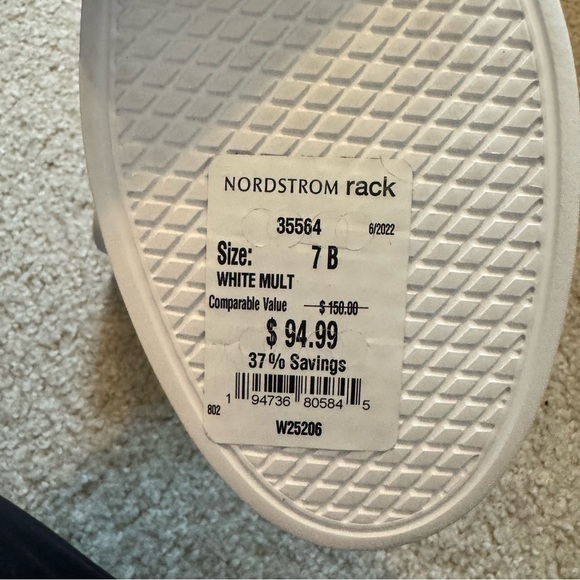 NORDSTROM rack
35564 6/2022
Size: 7 B
WHITE MULT
Comparable Value $ 150.00
$ 94.99
37% Savings
1 94736 80584 5
802
W25206